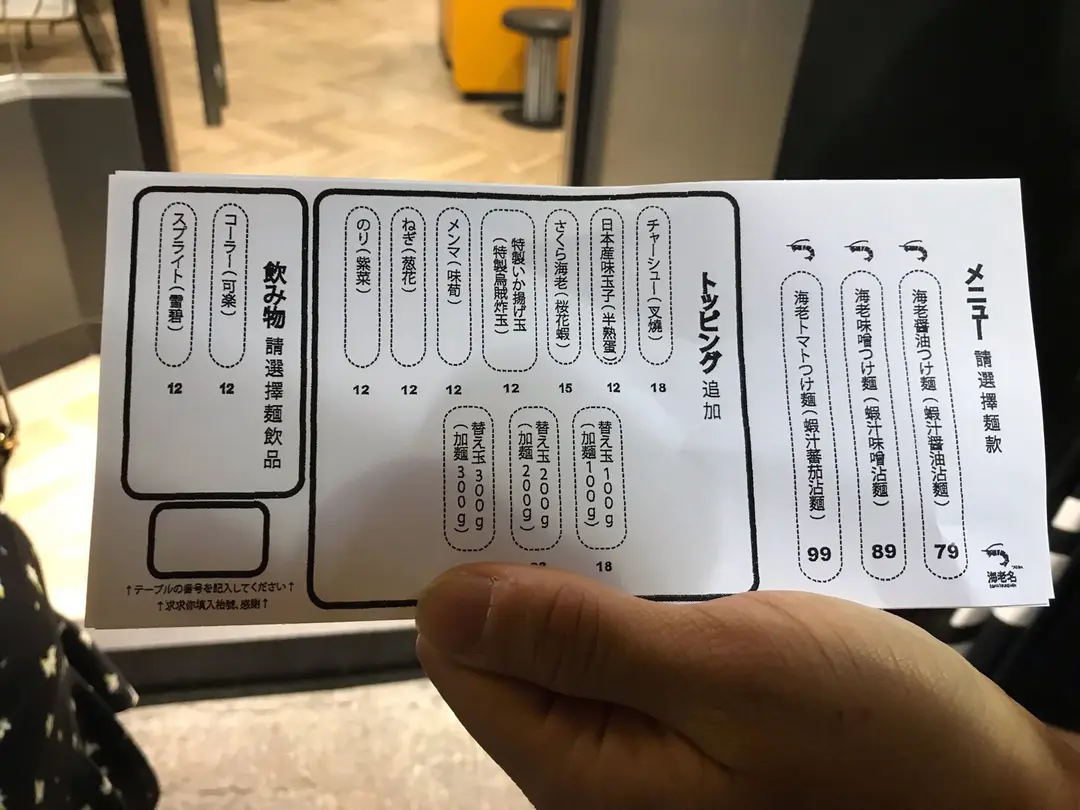 メニュー 請選擇麵款
海老醤油つけ麺(蝦汁醤油沾麵) 79
海老味噌つけ麺(蝦汁味噌沾麵) 89
海老トマトつけ麺(蝦汁蕃茄沾麵) 99
海老名
トッピング 追加
チャーシュー(叉燒) 18
日本産味玉子(半熟蛋) 12
さくら海老(桜花蝦) 15
特製いか揚げ玉
(特製烏賊炸玉) 12
メンマ(味荀) 12
ねぎ(葱花) 12
のり(紫菜) 12
替え玉100g
(加麵100g) 18
替え玉200g
(加麵200g)
替え玉300g
(加麵300g)
飲み物 請選擇麵飲品
コーラー(可楽) 12
スプライト(雪碧) 12
↑テーブルの番号を記入してください↑
↑求求你填入枱號、感謝↑